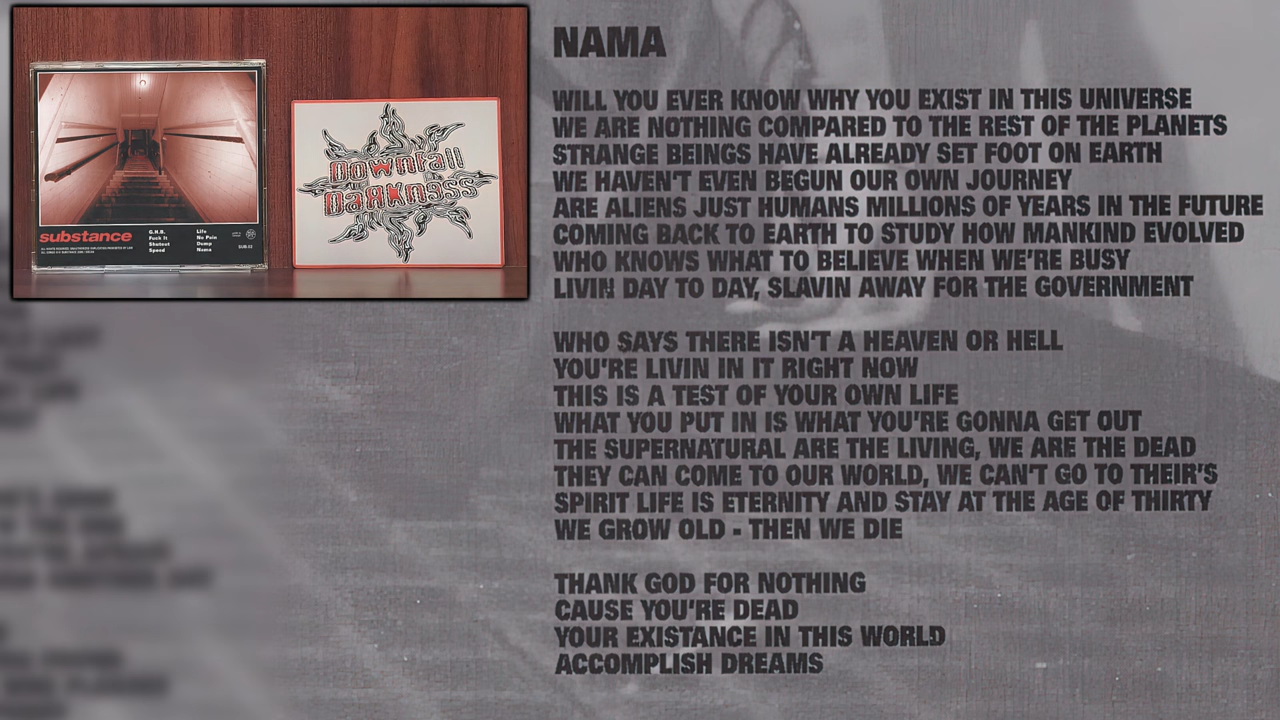 substance
G.H.B.
Fuck It
Shotout
Speed
Life
No Pain
Dump
Nama
Downfall
Darkness
NAMA
WILL YOU EVER KNOW WHY YOU EXIST IN THIS UNIVERSE
WE ARE NOTHING COMPARED TO THE REST OF THE PLANETS
STRANGE BEINGS HAVE ALREADY SET FOOT ON EARTH
WE HAVEN'T EVEN BEGUN OUR OWN JOURNEY
ARE ALIENS JUST HUMANS MILLIONS OF YEARS IN THE FUTURE
COMING BACK TO EARTH TO STUDY HOW MANKIND EVOLVED
WHO KNOWS WHAT TO BELIEVE WHEN WE'RE BUSY
LIVIN DAY TO DAY, SLAVIN AWAY FOR THE GOVERNMENT
WHO SAYS THERE ISN'T A HEAVEN OR HELL
YOU'RE LIVIN IN IT RIGHT NOW
THIS IS A TEST OF YOUR OWN LIFE
WHAT YOU PUT IN IS WHAT YOU'RE GONNA GET OUT
THE SUPERNATURAL ARE THE LIVING, WE ARE THE DEAD
THEY CAN COME TO OUR WORLD, WE CAN'T GO TO THEIR'S
SPIRIT LIFE IS ETERNITY AND STAY AT THE AGE OF THIRTY
WE GROW OLD - THEN WE DIE
THANK GOD FOR NOTHING
CAUSE YOU'RE DEAD
YOUR EXISTANCE IN THIS WORLD
ACCOMPLISH DREAMS